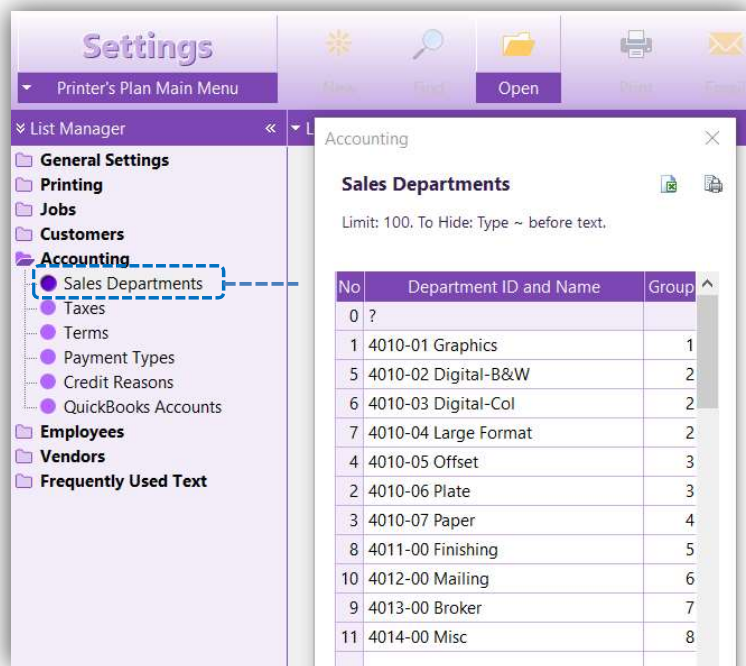 Settings
Printer's Plan Main Menu
New
Find
Open
Print
Email
List Manager
General Settings
Printing
Jobs
Customers
Accounting
Sales Departments
Taxes
Terms
Payment Types
Credit Reasons
QuickBooks Accounts
Employees
Vendors
Frequently Used Text
L
Accounting
Sales Departments
Limit: 100. To Hide: Type ~ before text.
No Department ID and Name Group
0 ?
1 4010-01 Graphics 1
5 4010-02 Digital-B&W 2
6 4010-03 Digital-Col 2
7 4010-04 Large Format 2
4 4010-05 Offset 3
2 4010-06 Plate 3
3 4010-07 Paper 4
8 4011-00 Finishing 5
10 4012-00 Mailing 6
9 4013-00 Broker 7
11 4014-00 Misc 8